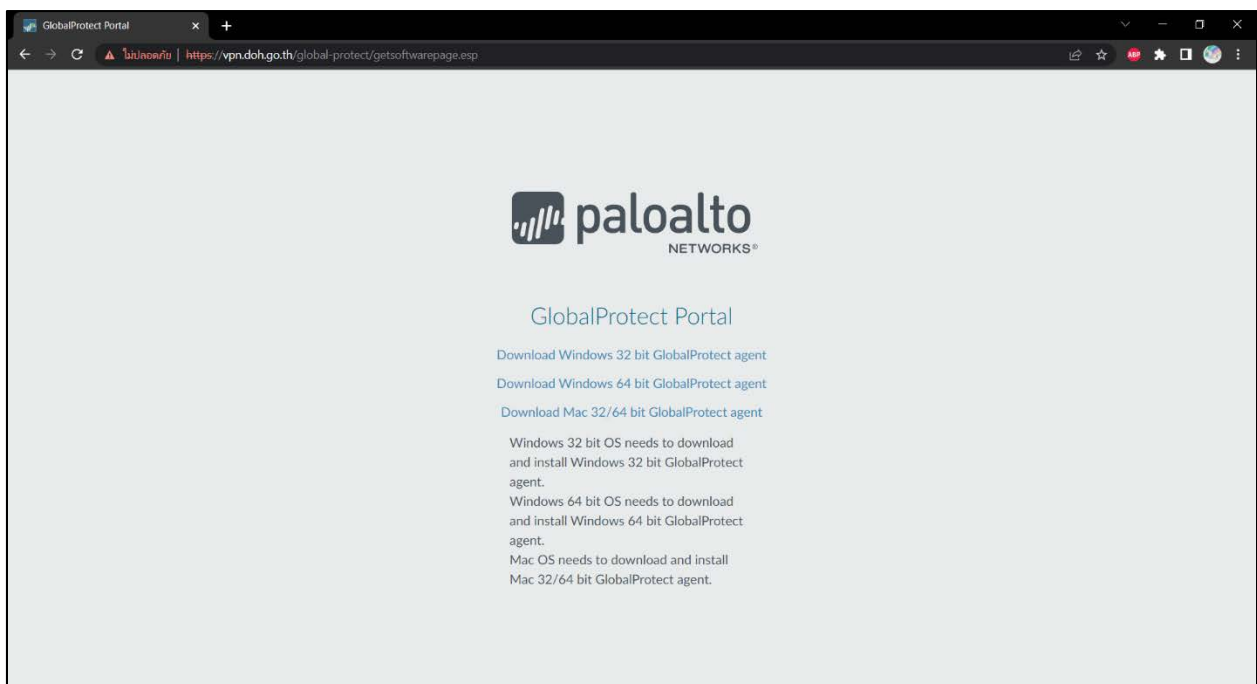 GlobalProtect Portal
ไม่ปลอดภัย | https://vpn.doh.go.th/global-protect/getsoftwarepage.esp
ABP
paloalto
NETWORKS®
GlobalProtect Portal
Download Windows 32 bit GlobalProtect agent
Download Windows 64 bit GlobalProtect agent
Download Mac 32/64 bit GlobalProtect agent
Windows 32 bit OS needs to download
and install Windows 32 bit GlobalProtect
agent.
Windows 64 bit OS needs to download
and install Windows 64 bit GlobalProtect
agent.
Mac OS needs to download and install
Mac 32/64 bit GlobalProtect agent.